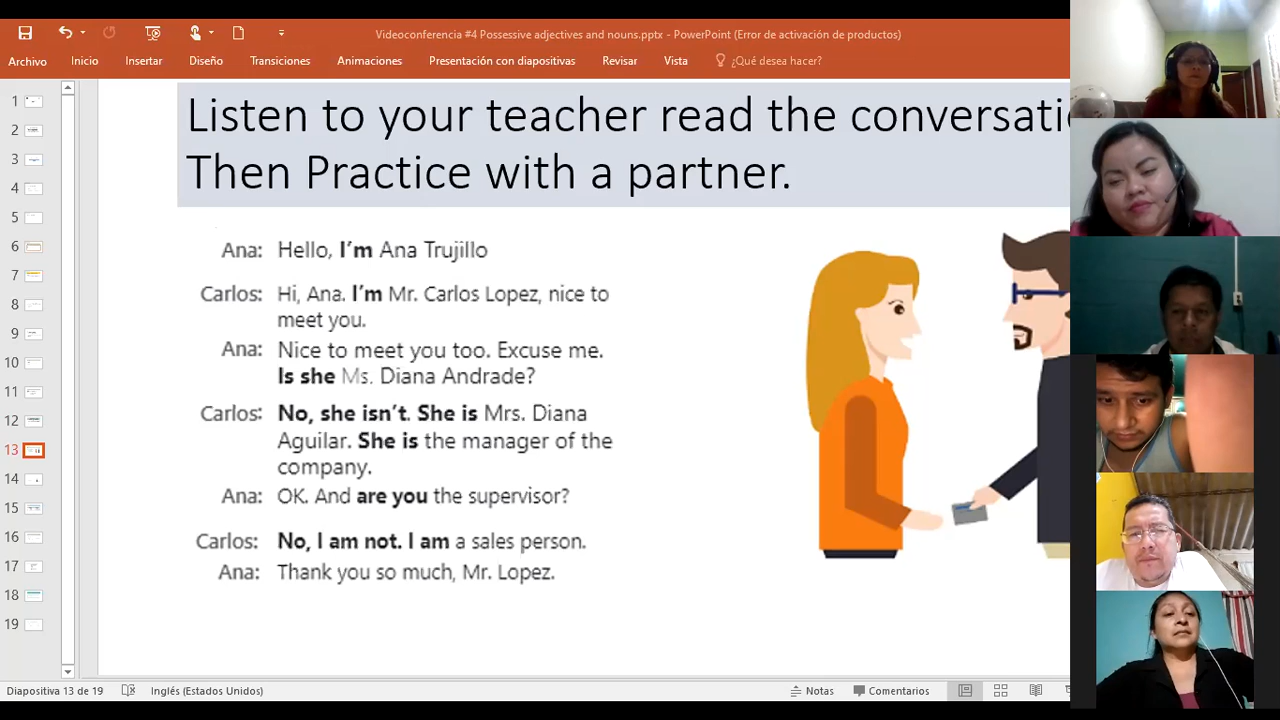 Videoconferencia #4 Possessive adjectives and nouns.pptx - PowerPoint (Error de activación de productos)
Archivo Inicio Insertar Diseño Transiciones Animaciones Presentación con diapositivas Revisar Vista ¿Qué desea hacer?
1
2
3
4
5
6
7
8
9
10
11
12
13
14
15
16
17
18
19
Listen to your teacher read the
Then Practice with a partner.
Ana: Hello, I'm Ana Trujillo
Carlos: Hi, Ana. I'm Mr. Carlos Lopez, nice to
meet you.
Ana: Nice to meet you too. Excuse me.
Is she Ms. Diana Andrade?
Carlos: No, she isn't. She is Mrs. Diana
Aguilar. She is the manager of the
company.
Ana: OK. And are you the supervisor?
Carlos: No, I am not. I am a sales person.
Ana: Thank you so much, Mr. Lopez.
Diapositiva 13 de 19 Inglés (Estados Unidos) Notas Comentarios